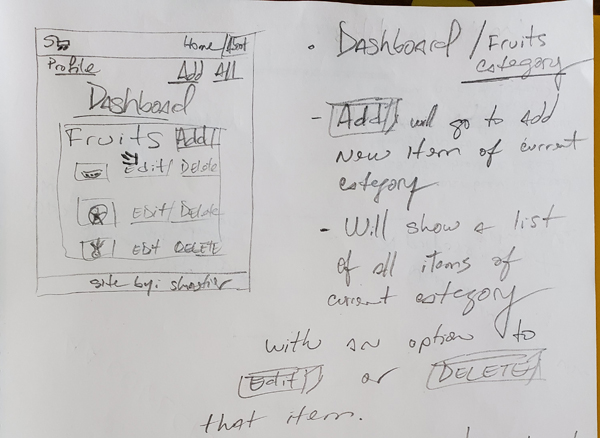 Home/
Profile Add All
Dashboard
Fruits Add
Edit/ Delete
Edit/ Delete
Edit DELETE
site by:
• Dashboard / Fruits
category
- Add will go to Add
New item of current
category
- Will show a list
of all items of
current category
with an option to
Edit or DELETE
that item.